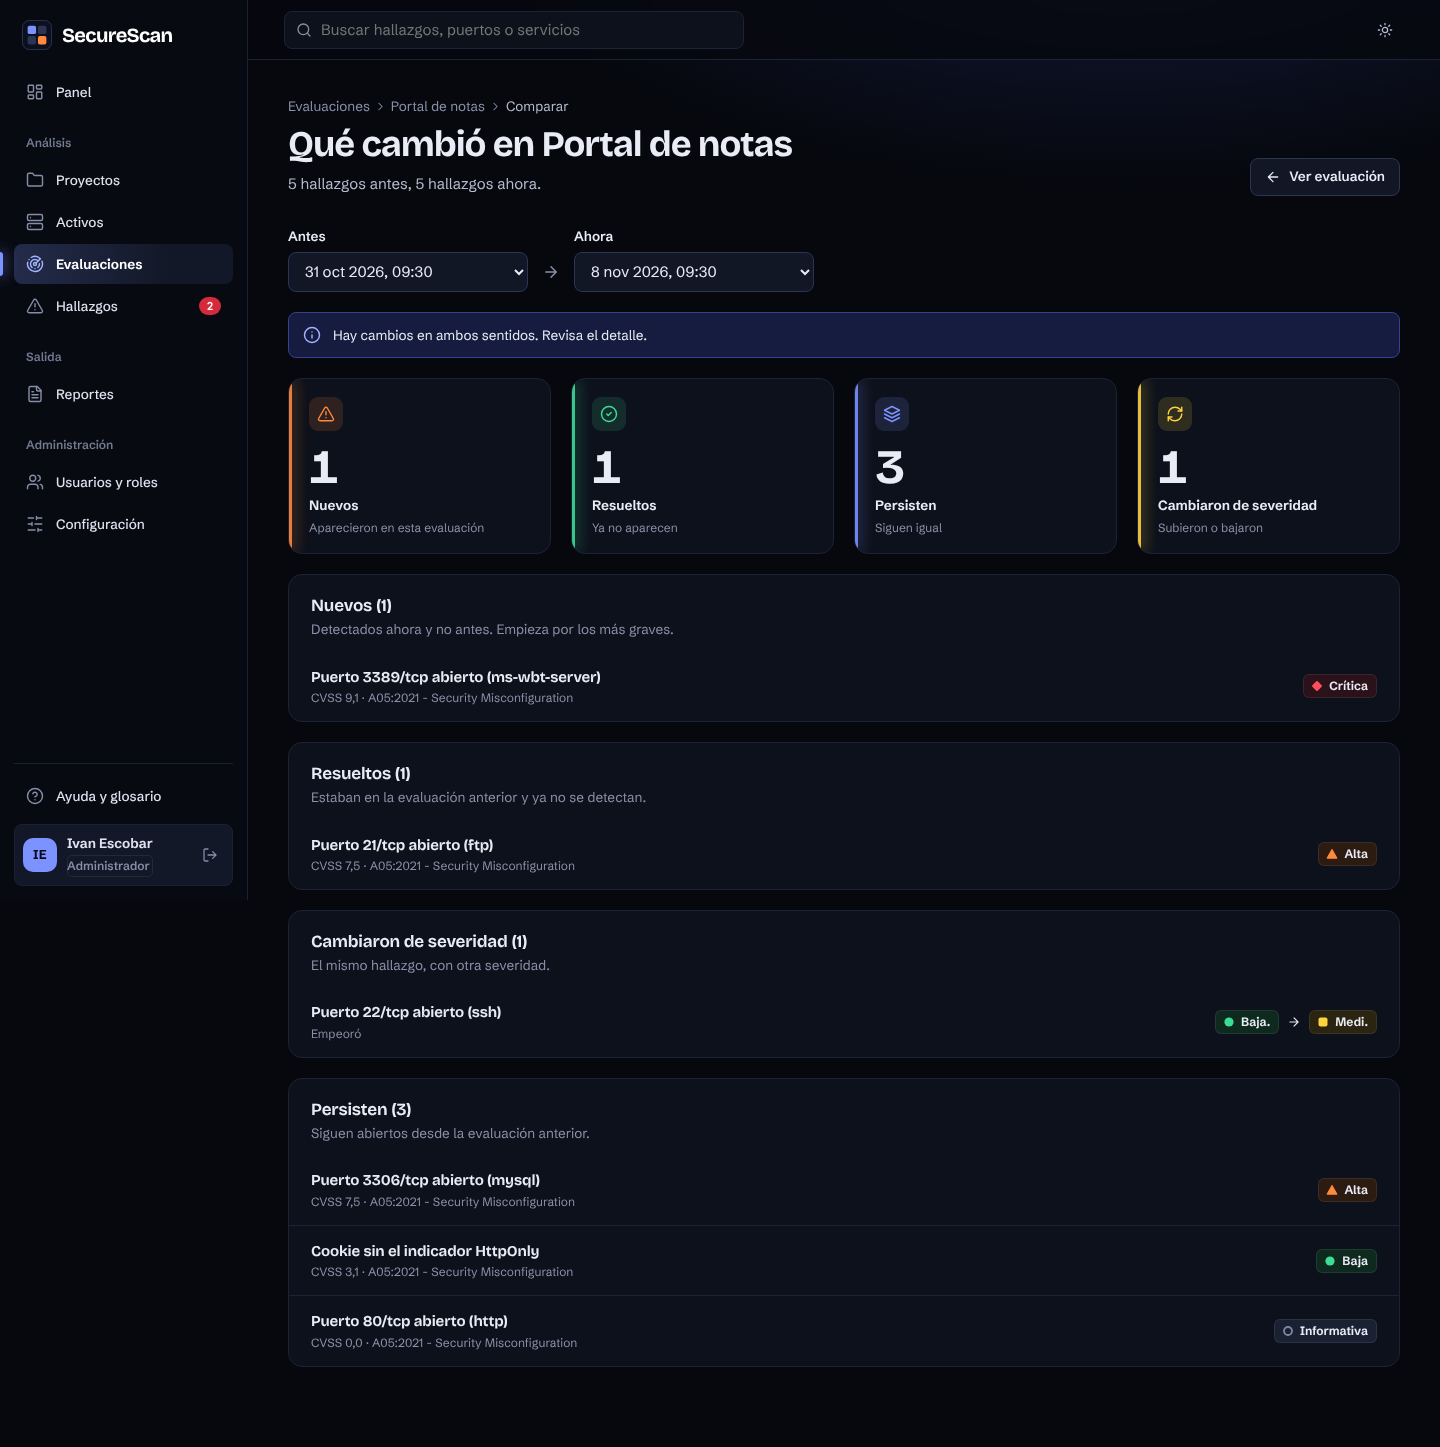 SecureScan
Buscar hallazgos, puertos o servicios
Panel
Análisis
Proyectos
Activos
Evaluaciones
Hallazgos 2
Salida
Reportes
Administración
Usuarios y roles
Configuración
Ayuda y glosario
IE
Ivan Escobar
Administrador
Evaluaciones > Portal de notas > Comparar
Qué cambió en Portal de notas
5 hallazgos antes, 5 hallazgos ahora.
Ver evaluación
Antes
31 oct 2026, 09:30
Ahora
8 nov 2026, 09:30
Hay cambios en ambos sentidos. Revisa el detalle.
1
Nuevos
Aparecieron en esta evaluación
1
Resueltos
Ya no aparecen
3
Persisten
Siguen igual
1
Cambiaron de severidad
Subieron o bajaron
Nuevos (1)
Detectados ahora y no antes. Empieza por los más graves.
Puerto 3389/tcp abierto (ms-wbt-server)
CVSS 9,1 · A05:2021 - Security Misconfiguration
Crítica
Resueltos (1)
Estaban en la evaluación anterior y ya no se detectan.
Puerto 21/tcp abierto (ftp)
CVSS 7,5 · A05:2021 - Security Misconfiguration
Alta
Cambiaron de severidad (1)
El mismo hallazgo, con otra severidad.
Puerto 22/tcp abierto (ssh)
Empeoró
Baja. → Medi.
Persisten (3)
Siguen abiertos desde la evaluación anterior.
Puerto 3306/tcp abierto (mysql)
CVSS 7,5 · A05:2021 - Security Misconfiguration
Alta
Cookie sin el indicador HttpOnly
CVSS 3,1 · A05:2021 - Security Misconfiguration
Baja
Puerto 80/tcp abierto (http)
CVSS 0,0 · A05:2021 - Security Misconfiguration
Informativa